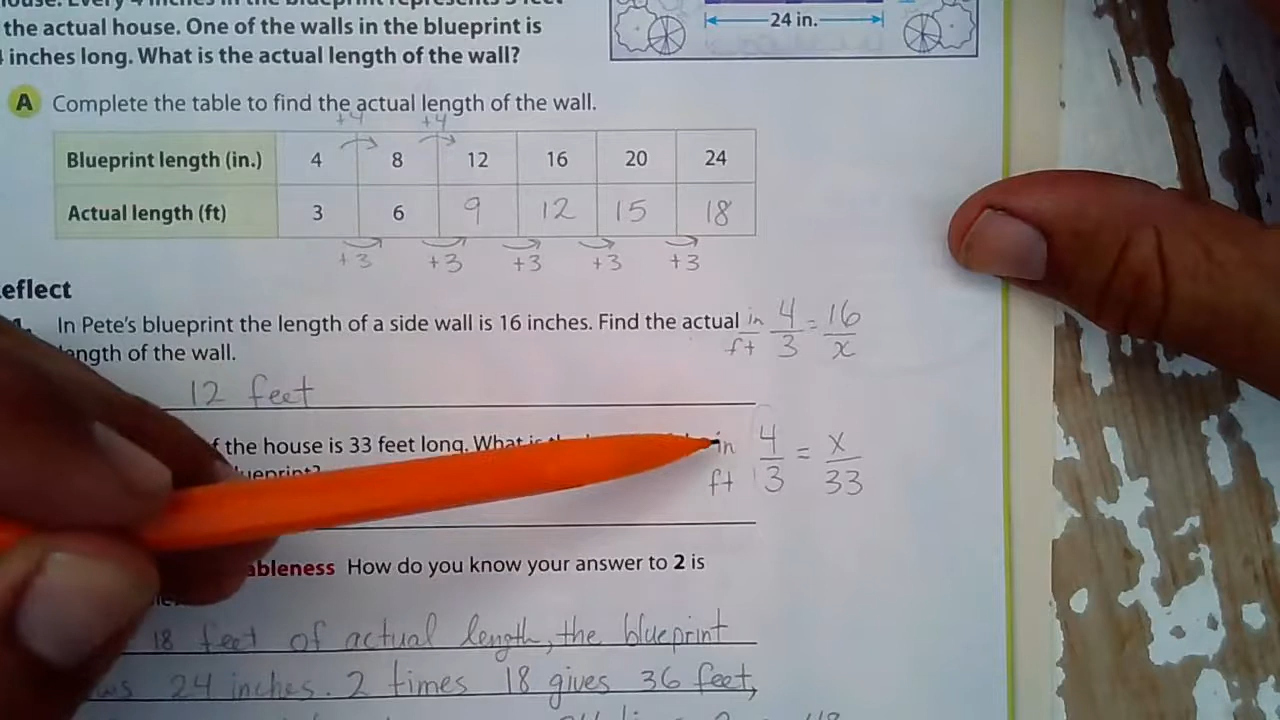 the actual house. One of the walls in the blueprint is
inches long. What is the actual length of the wall?
24 in.
A Complete the table to find the actual length of the wall.
+4 +4
Blueprint length (in.) 4 8 12 16 20 24
Actual length (ft) 3 6 9 12 15 18
+3 +3 +3 +3 +3
eflect
In Pete's blueprint the length of a side wall is 16 inches. Find the actual
length of the wall.
in/ft 4/3 = 16/x
12 feet
the house is 33 feet long. What is
in/ft 4/3 = x/33
ableness How do you know your answer to 2 is
18 feet of actual length, the blueprint
24 inches. 2 times 18 gives 36 feet,